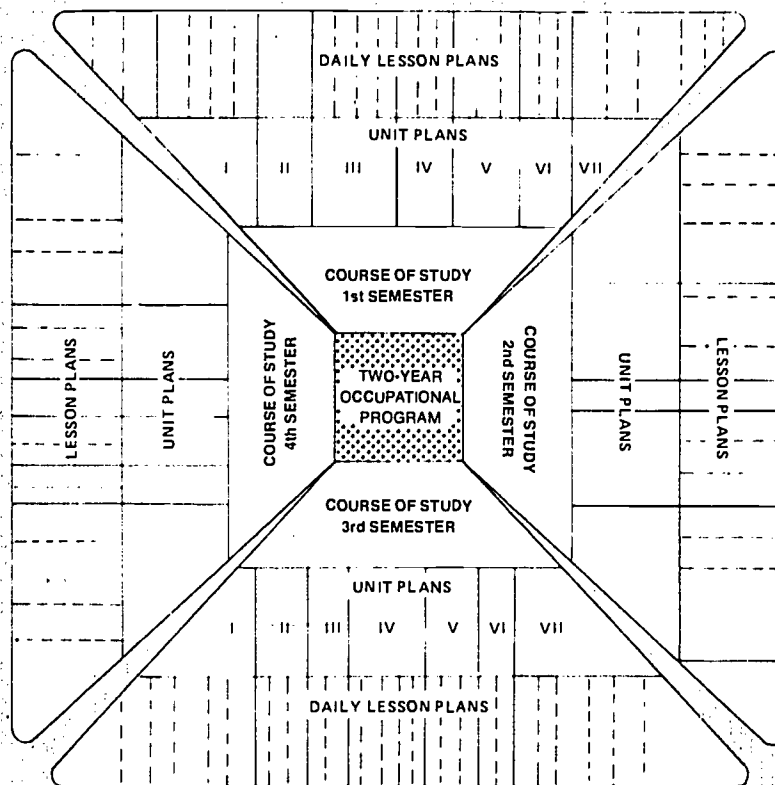 DAILY LESSON PLANS
UNIT PLANS
I II III IV V VI VII
COURSE OF STUDY
1st SEMESTER
LESSON PLANS
UNIT PLANS
COURSE OF STUDY
4th SEMESTER
TWO-YEAR
OCCUPATIONAL
PROGRAM
COURSE OF STUDY
2nd SEMESTER
UNIT PLANS
LESSON PLANS
COURSE OF STUDY
3rd SEMESTER
UNIT PLANS
I II III IV V VI VII
DAILY LESSON PLANS